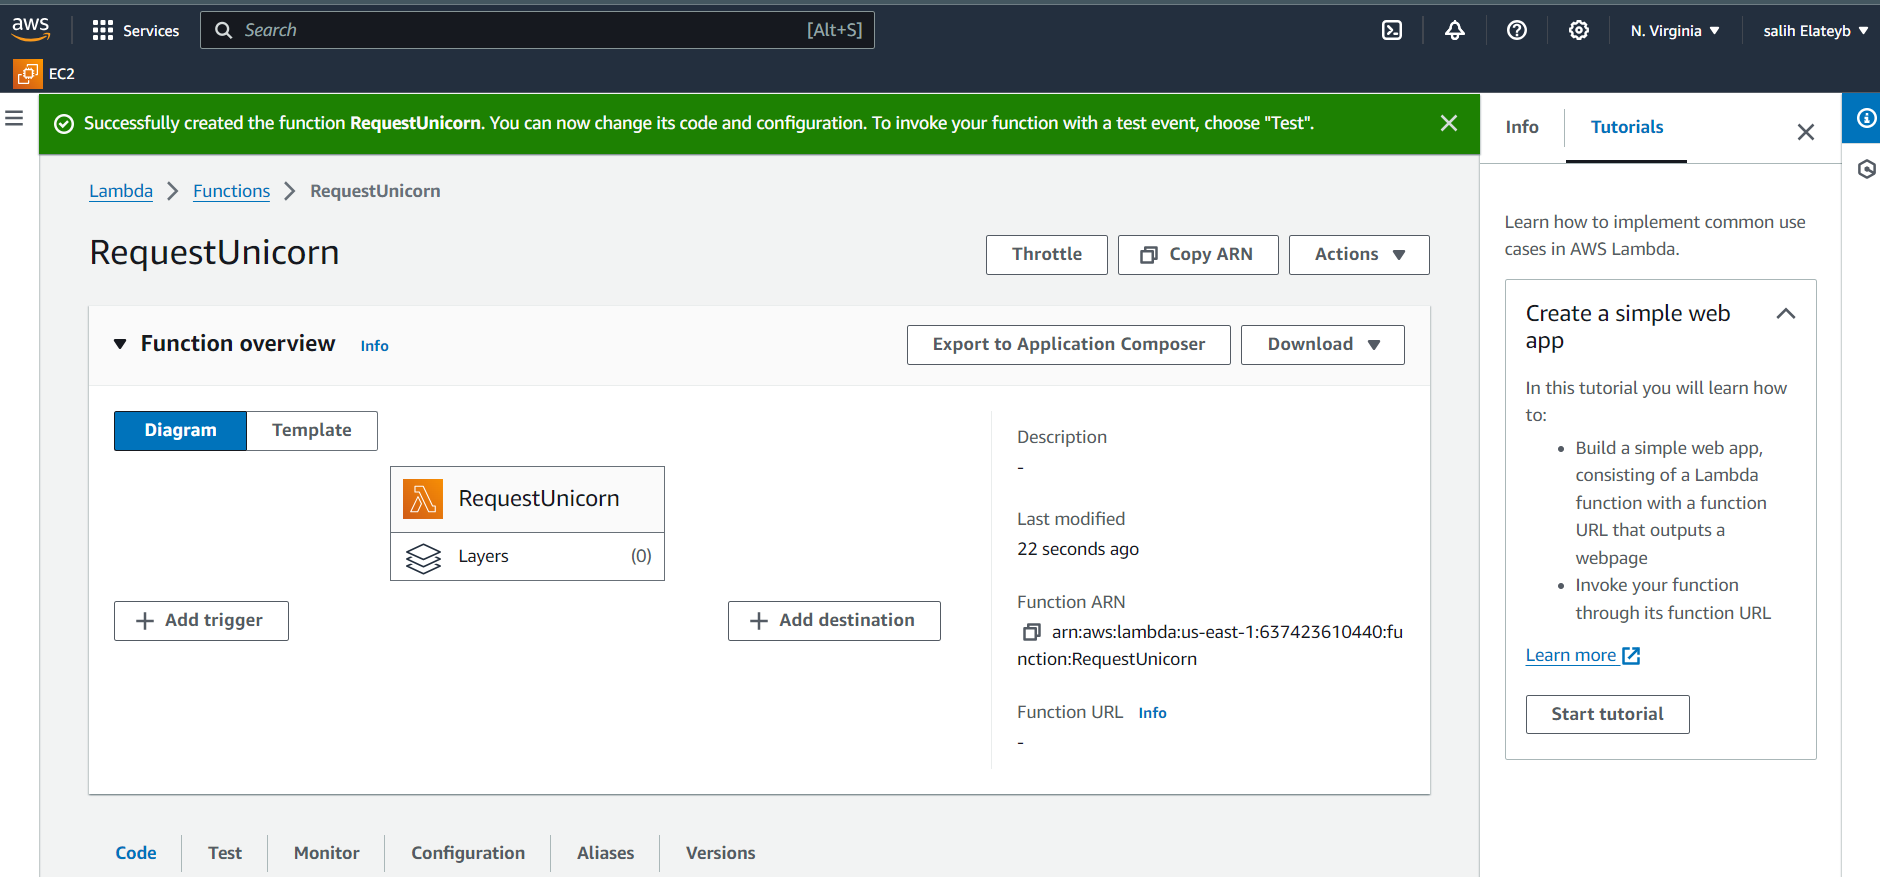 aws
Services
Search
[Alt+S]
N. Virginia
salih Elateyb
EC2
Successfully created the function RequestUnicorn. You can now change its code and configuration. To invoke your function with a test event, choose "Test".
Lambda
Functions
RequestUnicorn
RequestUnicorn
Throttle
Copy ARN
Actions
Function overview
Info
Export to Application Composer
Download
Diagram
Template
RequestUnicorn
Layers
(0)
Add trigger
Add destination
Description
-
Last modified
22 seconds ago
Function ARN
arn:aws:lambda:us-east-1:637423610440:fu
nction:RequestUnicorn
Function URL
Info
-
Code
Test
Monitor
Configuration
Aliases
Versions
Info
Tutorials
Learn how to implement common use
cases in AWS Lambda.
Create a simple web
app
In this tutorial you will learn how
to:
• Build a simple web app,
consisting of a Lambda
function with a function
URL that outputs a
webpage
• Invoke your function
through its function URL
Learn more
Start tutorial